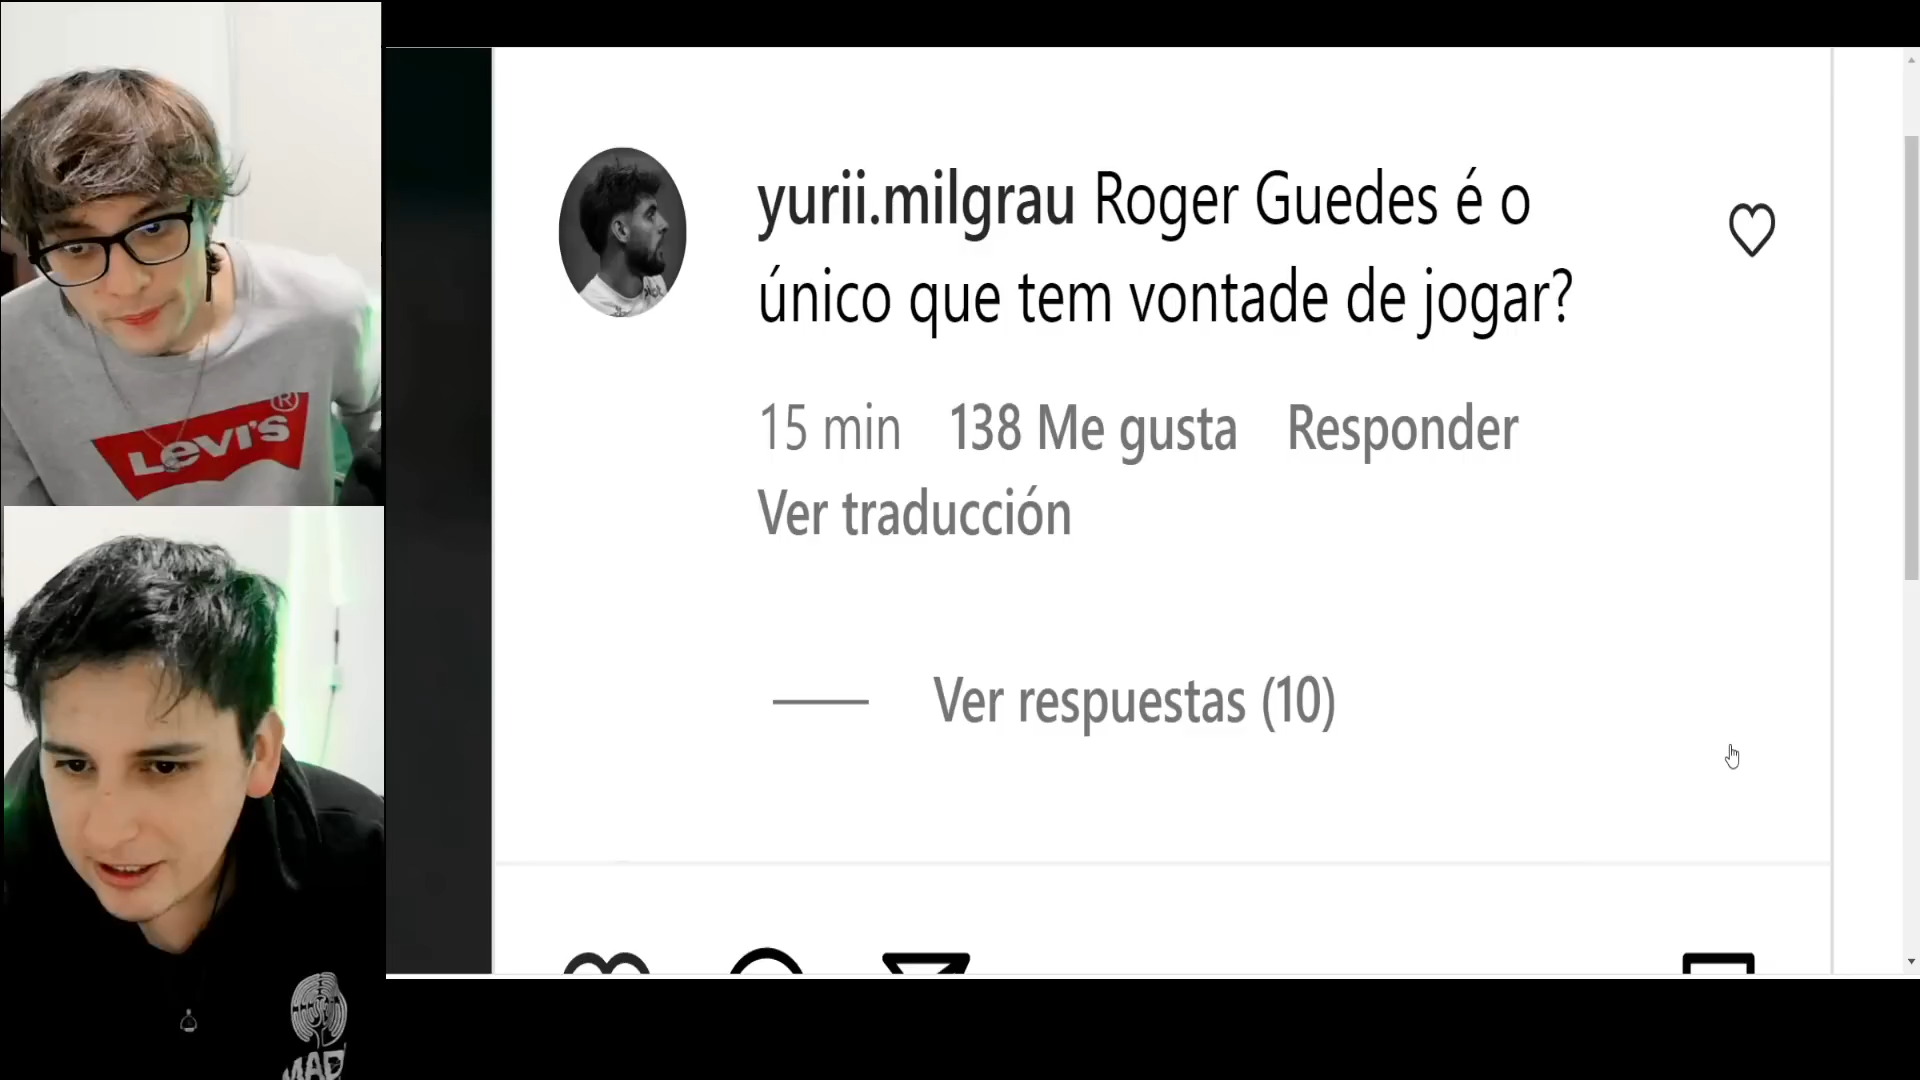 LEVI'S
®
MAD
yurii.milgrau Roger Guedes é o
único que tem vontade de jogar?
15 min 138 Me gusta Responder
Ver traducción
Ver respuestas (10)